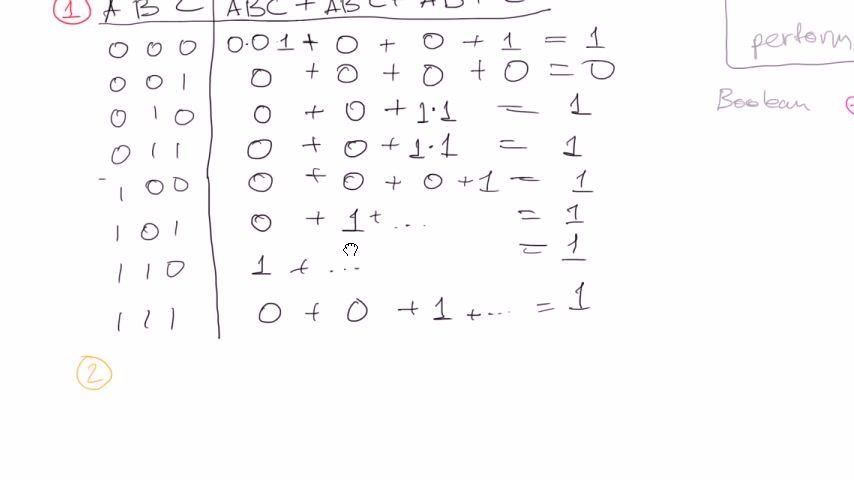 1 A B C ABC + ABC + AB + C
0 0 0 0·01 + 0 + 0 + 1 = 1
perform
0 0 1 0 + 0 + 0 + 0 = 0
Boolean
0 1 0 0 + 0 + 1·1 = 1
0 1 1 0 + 0 + 1·1 = 1
1 0 0 0 + 0 + 0 + 1 = 1
1 0 1 0 + 1 + ... = 1
1 1 0 1 + ... = 1
1 1 1 0 + 0 + 1 + ... = 1
2